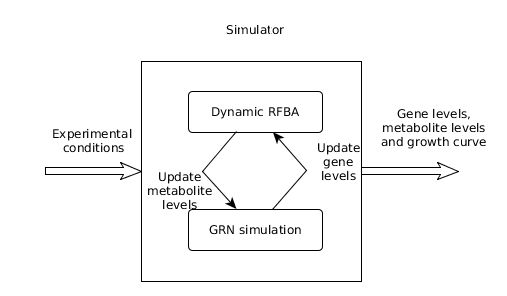 Simulator
Dynamic RFBA
Experimental
conditions
Gene levels,
metabolite levels
and growth curve
Update
metabolite
levels
Update
gene
levels
GRN simulation